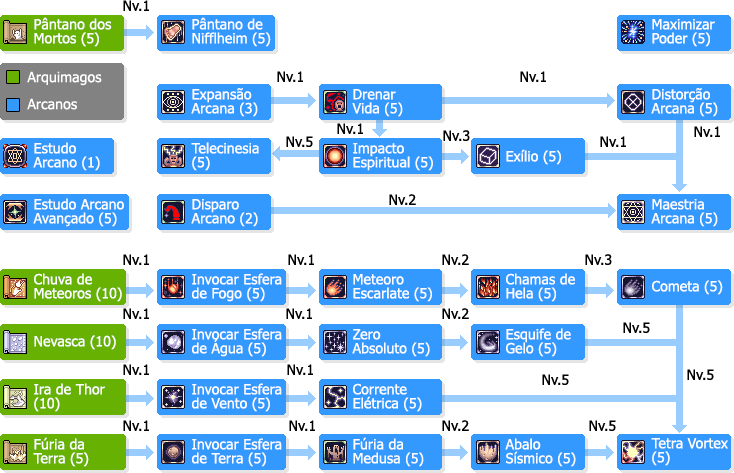 Nv.1
Pântano dos
Mortos (5)
Pântano de
Nifflheim (5)
Maximizar
Poder (5)
Arquimagos
Arcanos
Nv.1
Nv.1
Expansão
Arcana (3)
Drenar
Vida (5)
Distorção
Arcana (5)
Nv.1
Nv.5
Nv.3
Nv.1
Nv.1
Estudo
Arcano (1)
Telecinesia
(5)
Impacto
Espiritual (5)
Exílio (5)
Nv.2
Estudo Arcano
Avançado (5)
Disparo
Arcano (2)
Maestria
Arcana (5)
Nv.1
Nv.1
Nv.2
Nv.3
Chuva de
Meteoros (10)
Invocar Esfera
de Fogo (5)
Meteoro
Escarlate (5)
Chamas de
Hela (5)
Cometa (5)
Nv.1
Nv.1
Nv.2
Nv.5
Nevasca (10)
Invocar Esfera
de Água (5)
Zero
Absoluto (5)
Esquife de
Gelo (5)
Nv.1
Nv.1
Nv.5
Nv.5
Ira de Thor
(10)
Invocar Esfera
de Vento (5)
Corrente
Elétrica (5)
Nv.1
Nv.1
Nv.2
Nv.5
Fúria da
Terra (5)
Invocar Esfera
de Terra (5)
Fúria da
Medusa (5)
Abalo
Sísmico (5)
Tetra Vortex
(5)